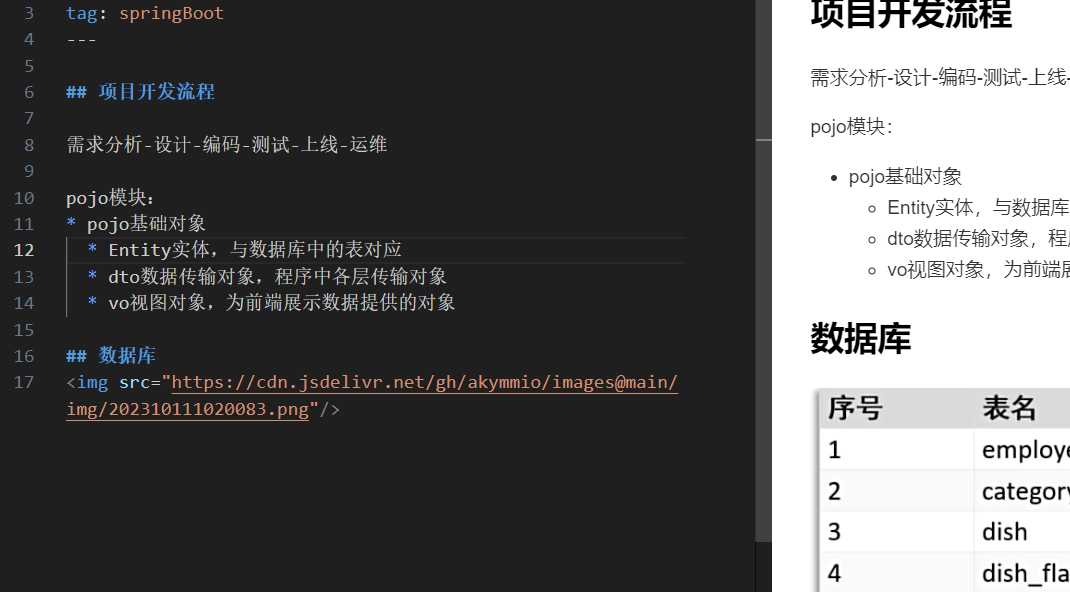 3 tag: springBoot
4 ---
5
6 ## 项目开发流程
7
8 需求分析-设计-编码-测试-上线-运维
9
10 pojo模块：
11 * pojo基础对象
12 * Entity实体，与数据库中的表对应
13 * dto数据传输对象，程序中各层传输对象
14 * vo视图对象，为前端展示数据提供的对象
15
16 ## 数据库
17 <img src="https://cdn.jsdelivr.net/gh/akymmio/images@main/
img/202310111020083.png"/>
项目开发流程
需求分析-设计-编码-测试-上线-
pojo模块：
• pojo基础对象
Entity实体，与数据库
dto数据传输对象，程
vo视图对象，为前端
数据库
序号 表名
1 employe
2 category
3 dish
4 dish_fla